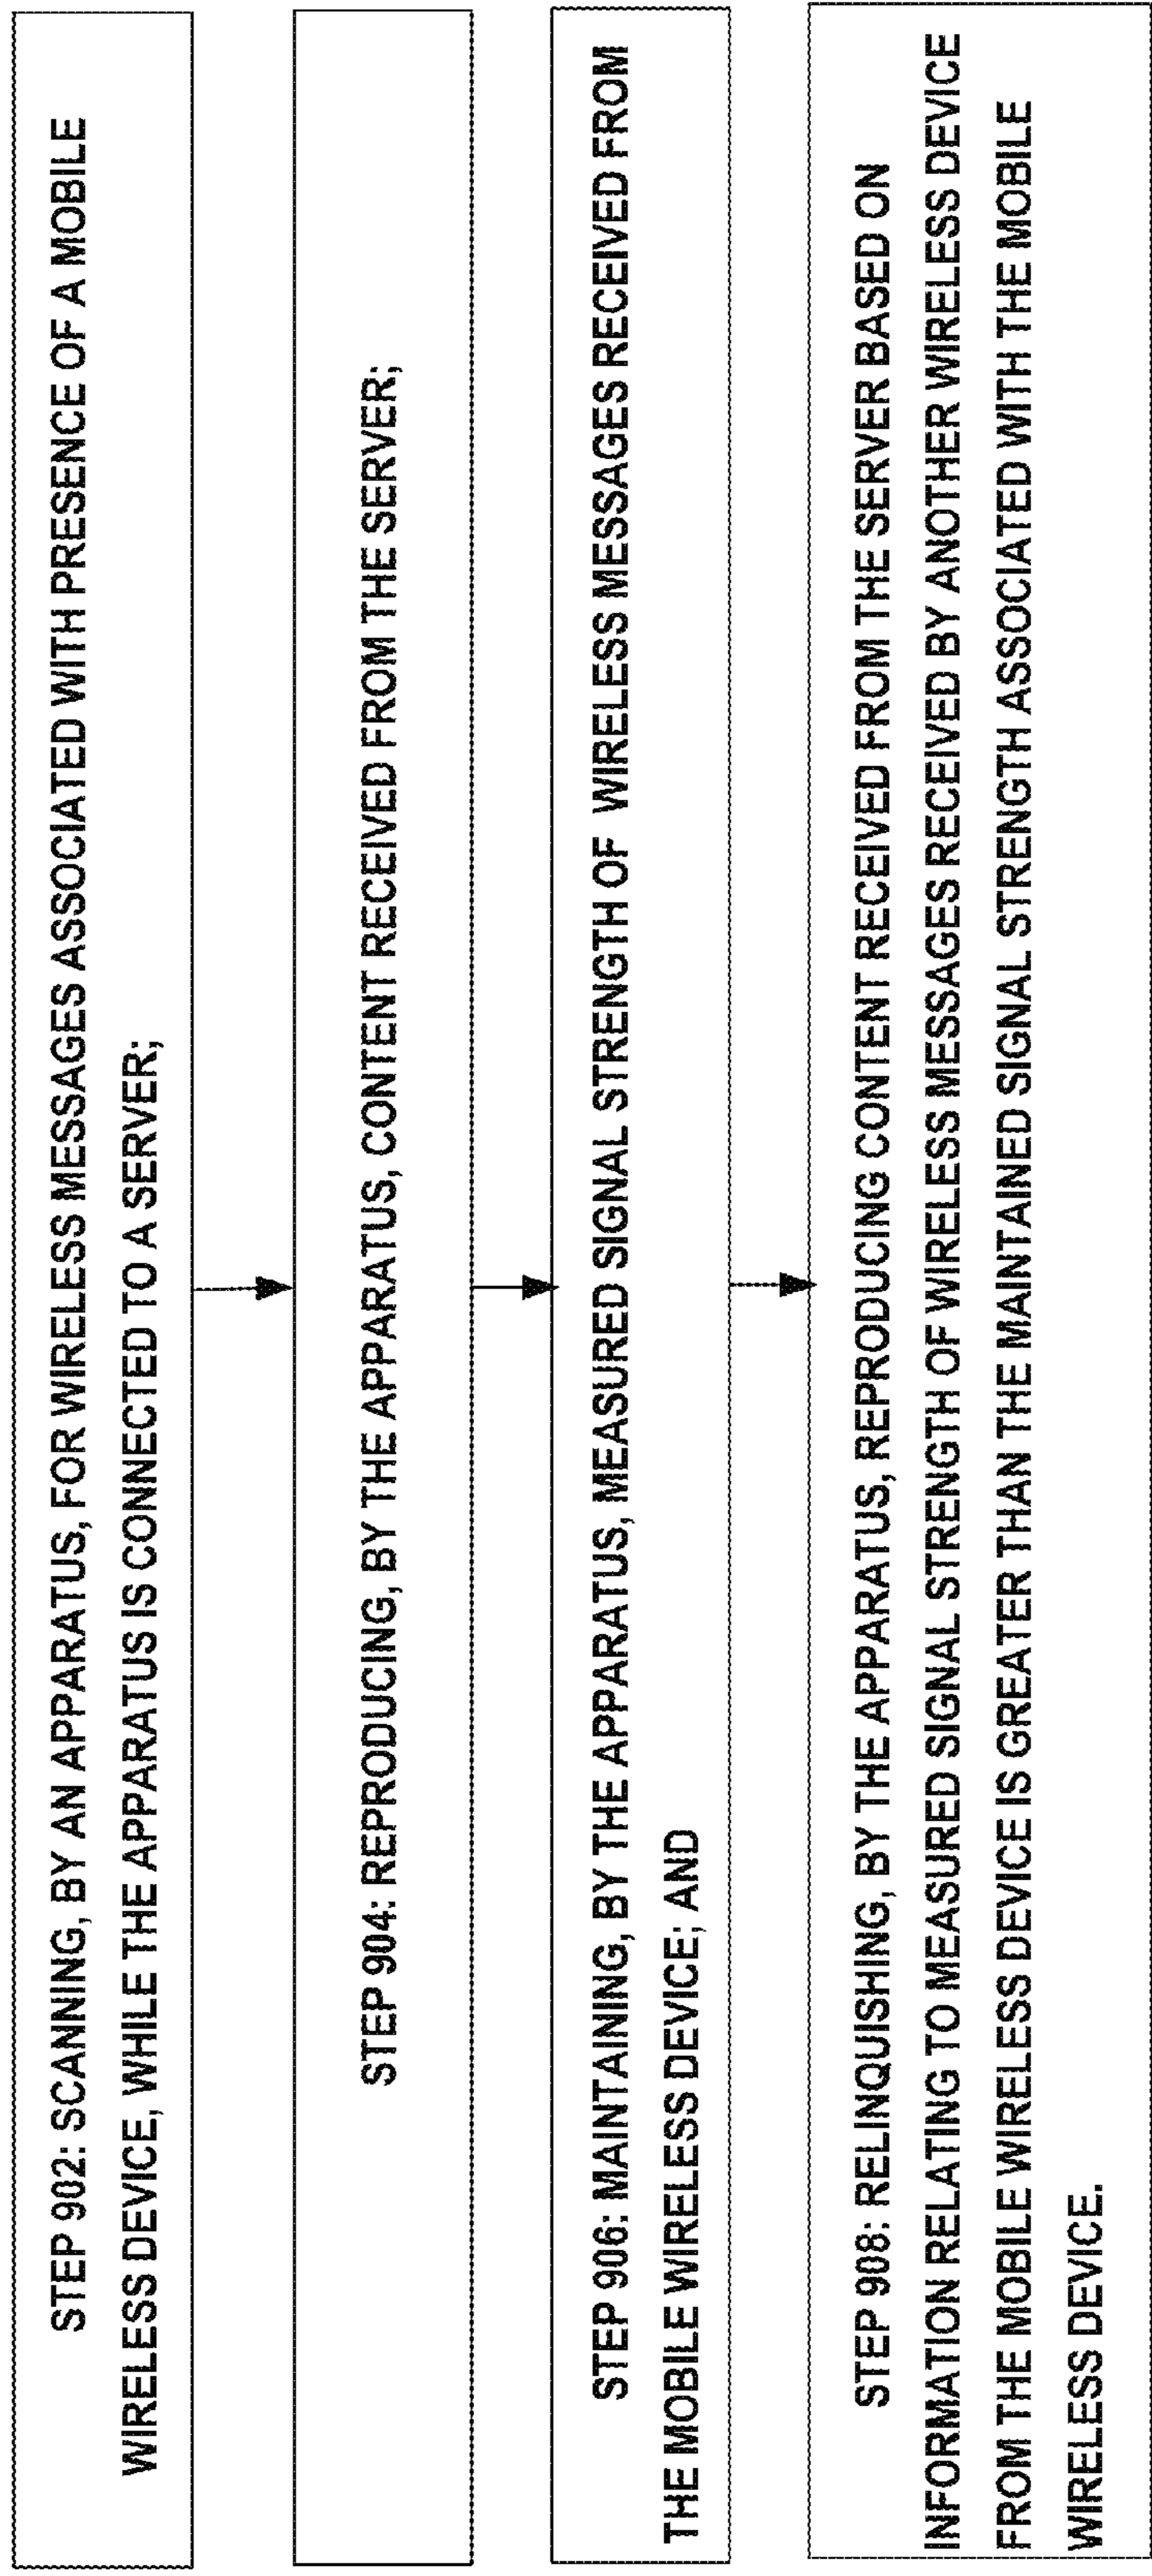 STEP 902: SCANNING, BY AN APPARATUS, FOR WIRELESS MESSAGES ASSOCIATED WITH PRESENCE OF A MOBILE
WIRELESS DEVICE, WHILE THE APPARATUS IS CONNECTED TO A SERVER;
STEP 904: REPRODUCING, BY THE APPARATUS, CONTENT RECEIVED FROM THE SERVER;
STEP 906: MAINTAINING, BY THE APPARATUS, MEASURED SIGNAL STRENGTH OF WIRELESS MESSAGES RECEIVED FROM
THE MOBILE WIRELESS DEVICE; AND
STEP 908: RELINQUISHING, BY THE APPARATUS, REPRODUCING CONTENT RECEIVED FROM THE SERVER BASED ON
INFORMATION RELATING TO MEASURED SIGNAL STRENGTH OF WIRELESS MESSAGES RECEIVED BY ANOTHER WIRELESS DEVICE
FROM THE MOBILE WIRELESS DEVICE IS GREATER THAN THE MAINTAINED SIGNAL STRENGTH ASSOCIATED WITH THE MOBILE
WIRELESS DEVICE.